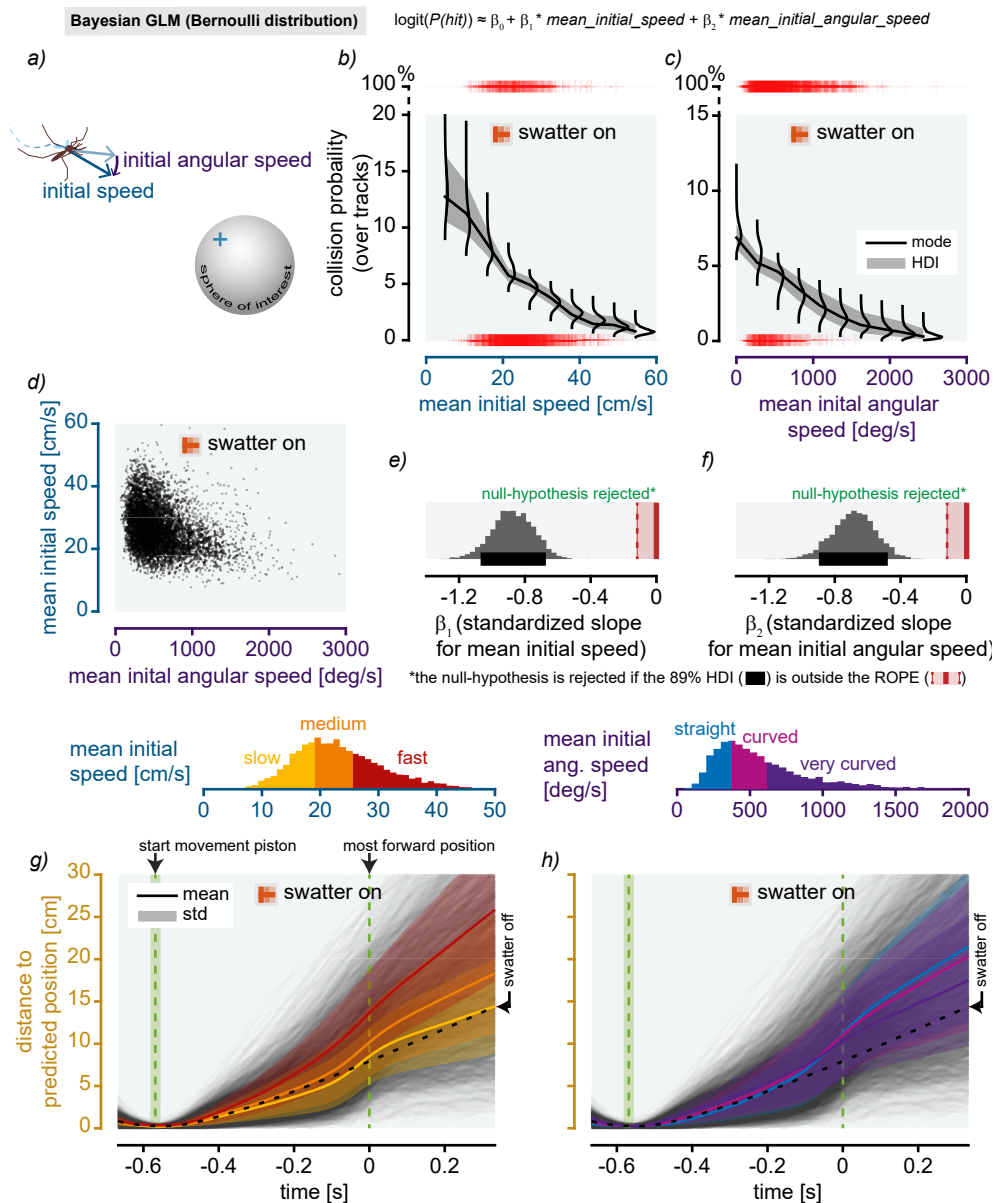 Bayesian GLM (Bernoulli distribution)
logit(P(hit)) ≈ β0 + β1* mean_initial_speed + β2* mean_initial_angular_speed
a)
initial angular speed
initial speed
+
sphere of interest
b)
100%
20
15
10
5
0
collision probability
(over tracks)
swatter on
0 20 40 60
mean initial speed [cm/s]
c)
100%
15
10
5
0
swatter on
mode
HDI
0 1000 2000 3000
mean inital angular
speed [deg/s]
d)
60
40
20
0
mean initial speed [cm/s]
swatter on
0 1000 2000 3000
mean inital angular speed [deg/s]
e)
null-hypothesis rejected*
-1.2 -0.8 -0.4 0
β1 (standardized slope
for mean initial speed)
f)
null-hypothesis rejected*
-1.2 -0.8 -0.4 0
β2 (standardized slope
for mean initial angular speed)
*the null-hypothesis is rejected if the 89% HDI ( ) is outside the ROPE ( )
mean initial
speed [cm/s]
slow
medium
fast
0 10 20 30 40 50
mean initial
ang. speed
[deg/s]
straight
curved
very curved
0 500 1000 1500 2000
g)
start movement piston
most forward position
30
25
20
15
10
5
0
distance to
predicted position [cm]
mean
std
swatter on
swatter off
-0.6 -0.4 -0.2 0 0.2
time [s]
h)
swatter on
swatter off
-0.6 -0.4 -0.2 0 0.2
time [s]